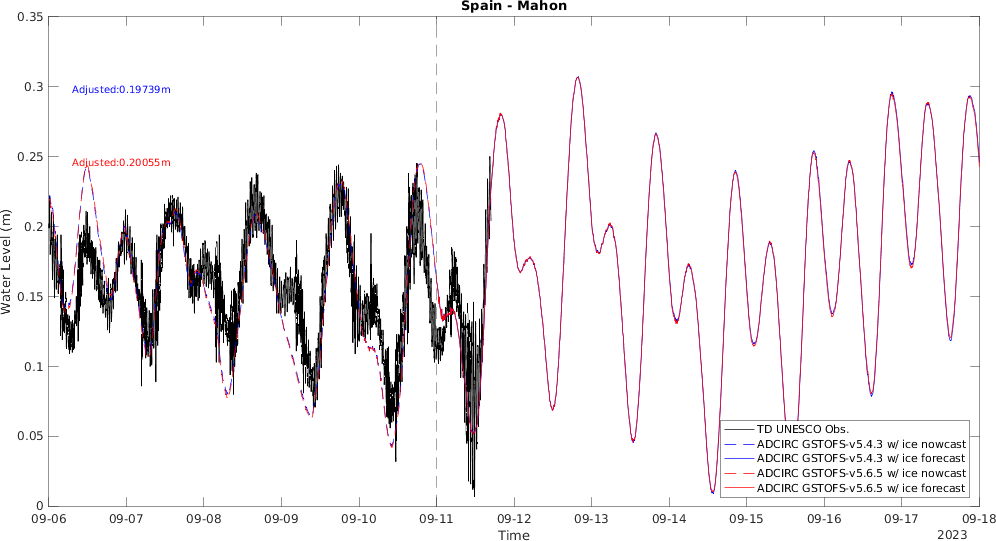 Spain - Mahon
0.35
0.3
0.25
0.2
0.15
0.1
0.05
0
Water Level (m)
Adjusted:0.19739m
Adjusted:0.20055m
TD UNESCO Obs.
ADCIRC GSTOFS-v5.4.3 w/ ice nowcast
ADCIRC GSTOFS-v5.4.3 w/ ice forecast
ADCIRC GSTOFS-v5.6.5 w/ ice nowcast
ADCIRC GSTOFS-v5.6.5 w/ ice forecast
09-06 09-07 09-08 09-09 09-10 09-11 09-12 09-13 09-14 09-15 09-16 09-17 09-18
Time
2023